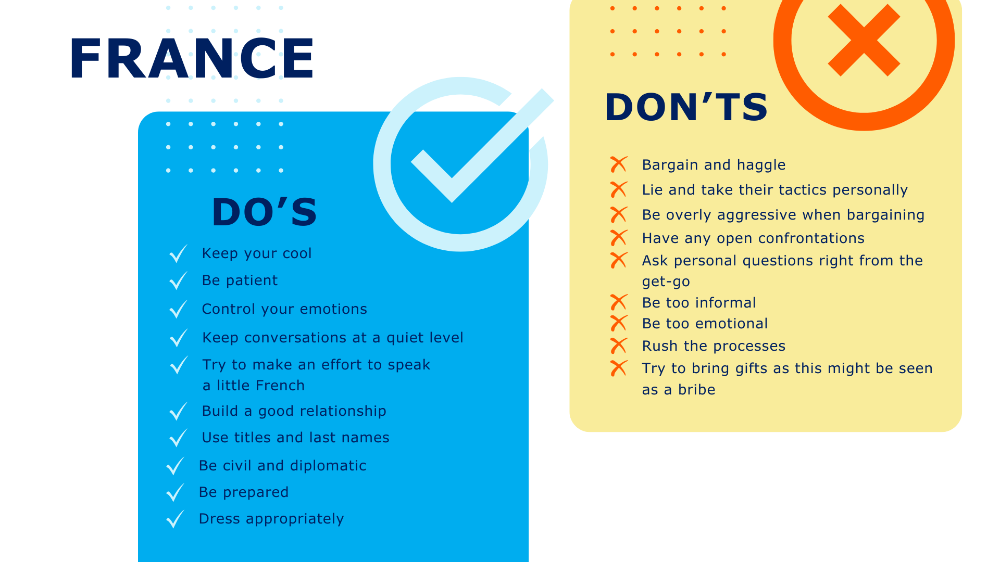 FRANCE
DO’S
Keep your cool
Be patient
Control your emotions
Keep conversations at a quiet level
Try to make an effort to speak
a little French
Build a good relationship
Use titles and last names
Be civil and diplomatic
Be prepared
Dress appropriately
DON’TS
Bargain and haggle
Lie and take their tactics personally
Be overly aggressive when bargaining
Have any open confrontations
Ask personal questions right from the
get-go
Be too informal
Be too emotional
Rush the processes
Try to bring gifts as this might be seen
as a bribe